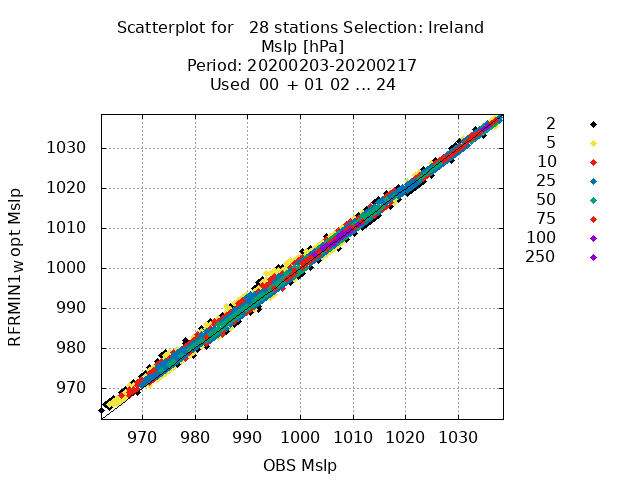 Scatterplot for 28 stations Selection: Ireland
Mslp [hPa]
Period: 20200203-20200217
Used 00 + 01 02 ... 24
2
5
10
25
50
75
100
250
RFRMIN1_W opt Mslp
1030
1020
1010
1000
990
980
970
970 980 990 1000 1010 1020 1030
OBS Mslp